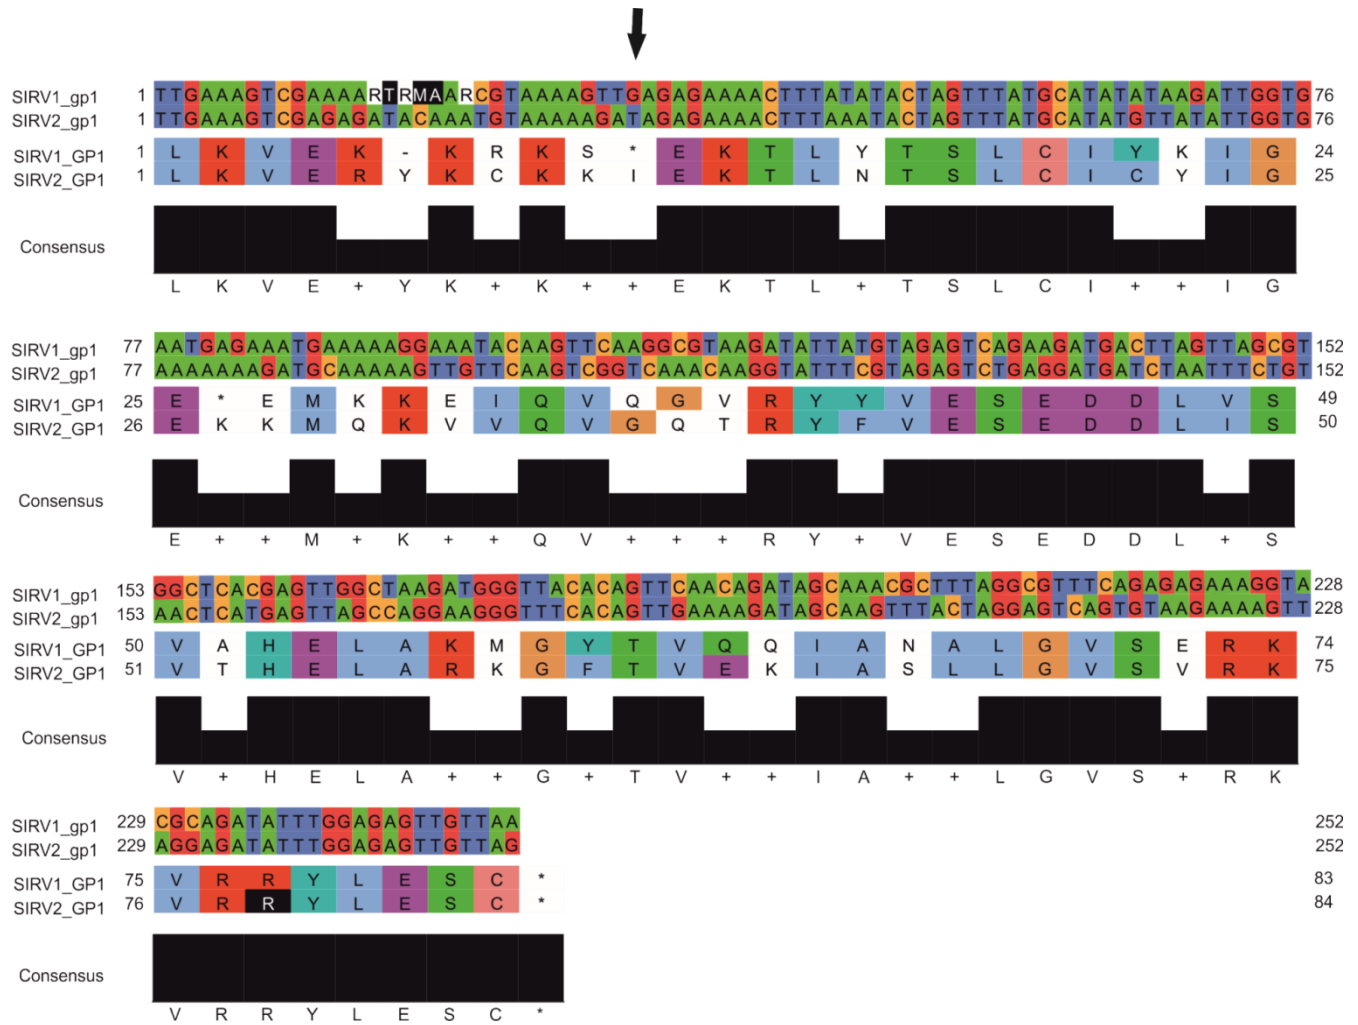 SIRV1_gp1 1 TTGAAAGTCGAAAARTRMAARCGTAAAAGTTGAGAGAAAACTTTATATACTAGTTTATGCATATATAAGATTGGTG 76
SIRV2_gp1 1 TTGAAAGTCGAGAGATACAAATGTAAAAAGATAGAGAAAACTTTAAATACTAGTTTATGCATATGTTATATTGGTG 76
SIRV1_GP1 1 L K V E K - K R K S * E K T L Y T S L C I Y K I G 24
SIRV2_GP1 1 L K V E R Y K C K K I E K T L N T S L C I C Y I G 25
Consensus
L K V E + Y K + K + + E K T L + T S L C I + + I G
SIRV1_gp1 77 AATGAGAAATGAAAAAGGAAATACAAGTTCAAGGCGTAAGATATTATGTAGAGTCAGAAGATGACTTAGTTAGCGT 152
SIRV2_gp1 77 AAAAAAAGATGCAAAAAGTTGTTCAAGTCGGTCAAACAAGGTATTTCGTAGAGTCTGAGGATGATCTAATTTCTGT 152
SIRV1_GP1 25 E * E M K K E I Q V Q G V R Y Y V E S E D D L V S 49
SIRV2_GP1 26 E K K M Q K V V Q V G Q T R Y F V E S E D D L I S 50
Consensus
E + + M + K + + Q V + + + R Y + V E S E D D L + S
SIRV1_gp1 153 GGCTCACGAGTTGGCTAAGATGGGTTACACAGTTCAACAGATAGCAAACGCTTTAGGCGTTTCAGAGAGAAAGGTA 228
SIRV2_gp1 153 AACTCATGAGTTAGCCAGGAAGGGTTTCACAGTTGAAAAGATAGCAAGTTTACTAGGAGTCAGTGTAAGAAAAGTT 228
SIRV1_GP1 50 V A H E L A K M G Y T V Q Q I A N A L G V S E R K 74
SIRV2_GP1 51 V T H E L A R K G F T V E K I A S L L G V S V R K 75
Consensus
V + H E L A + + G + T V + + I A + + L G V S + R K
SIRV1_gp1 229 CGCAGATATTTGGAGAGTTGTTAA 252
SIRV2_gp1 229 AGGAGATATTTGGAGAGTTGTTAG 252
SIRV1_GP1 75 V R R Y L E S C * 83
SIRV2_GP1 76 V R R Y L E S C * 84
Consensus
V R R Y L E S C *